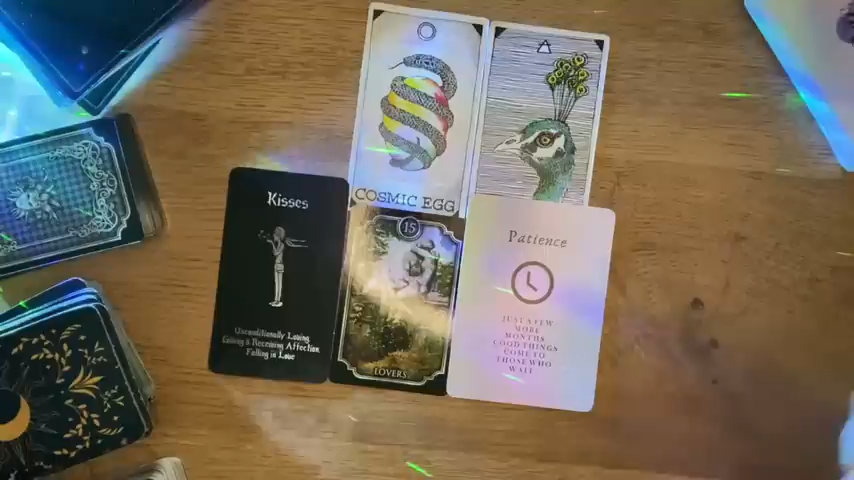 COSMIC EGG
Kisses
Unconditionally Loving
Giving & Receiving Affection
Falling in Love
15
LOVERS
Patience
JUST A FEW
MORE
MONTHS
GOOD THINGS
COME TO
THOSE WHO
WAIT